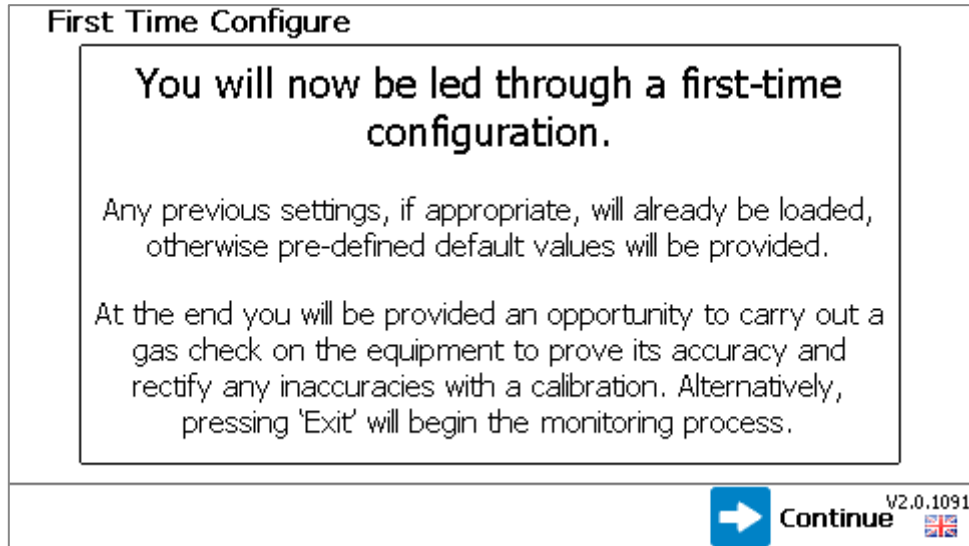 First Time Configure
You will now be led through a first-time
configuration.
Any previous settings, if appropriate, will already be loaded,
otherwise pre-defined default values will be provided.
At the end you will be provided an opportunity to carry out a
gas check on the equipment to prove its accuracy and
rectify any inaccuracies with a calibration. Alternatively,
pressing 'Exit' will begin the monitoring process.
Continue
V2.0.1091